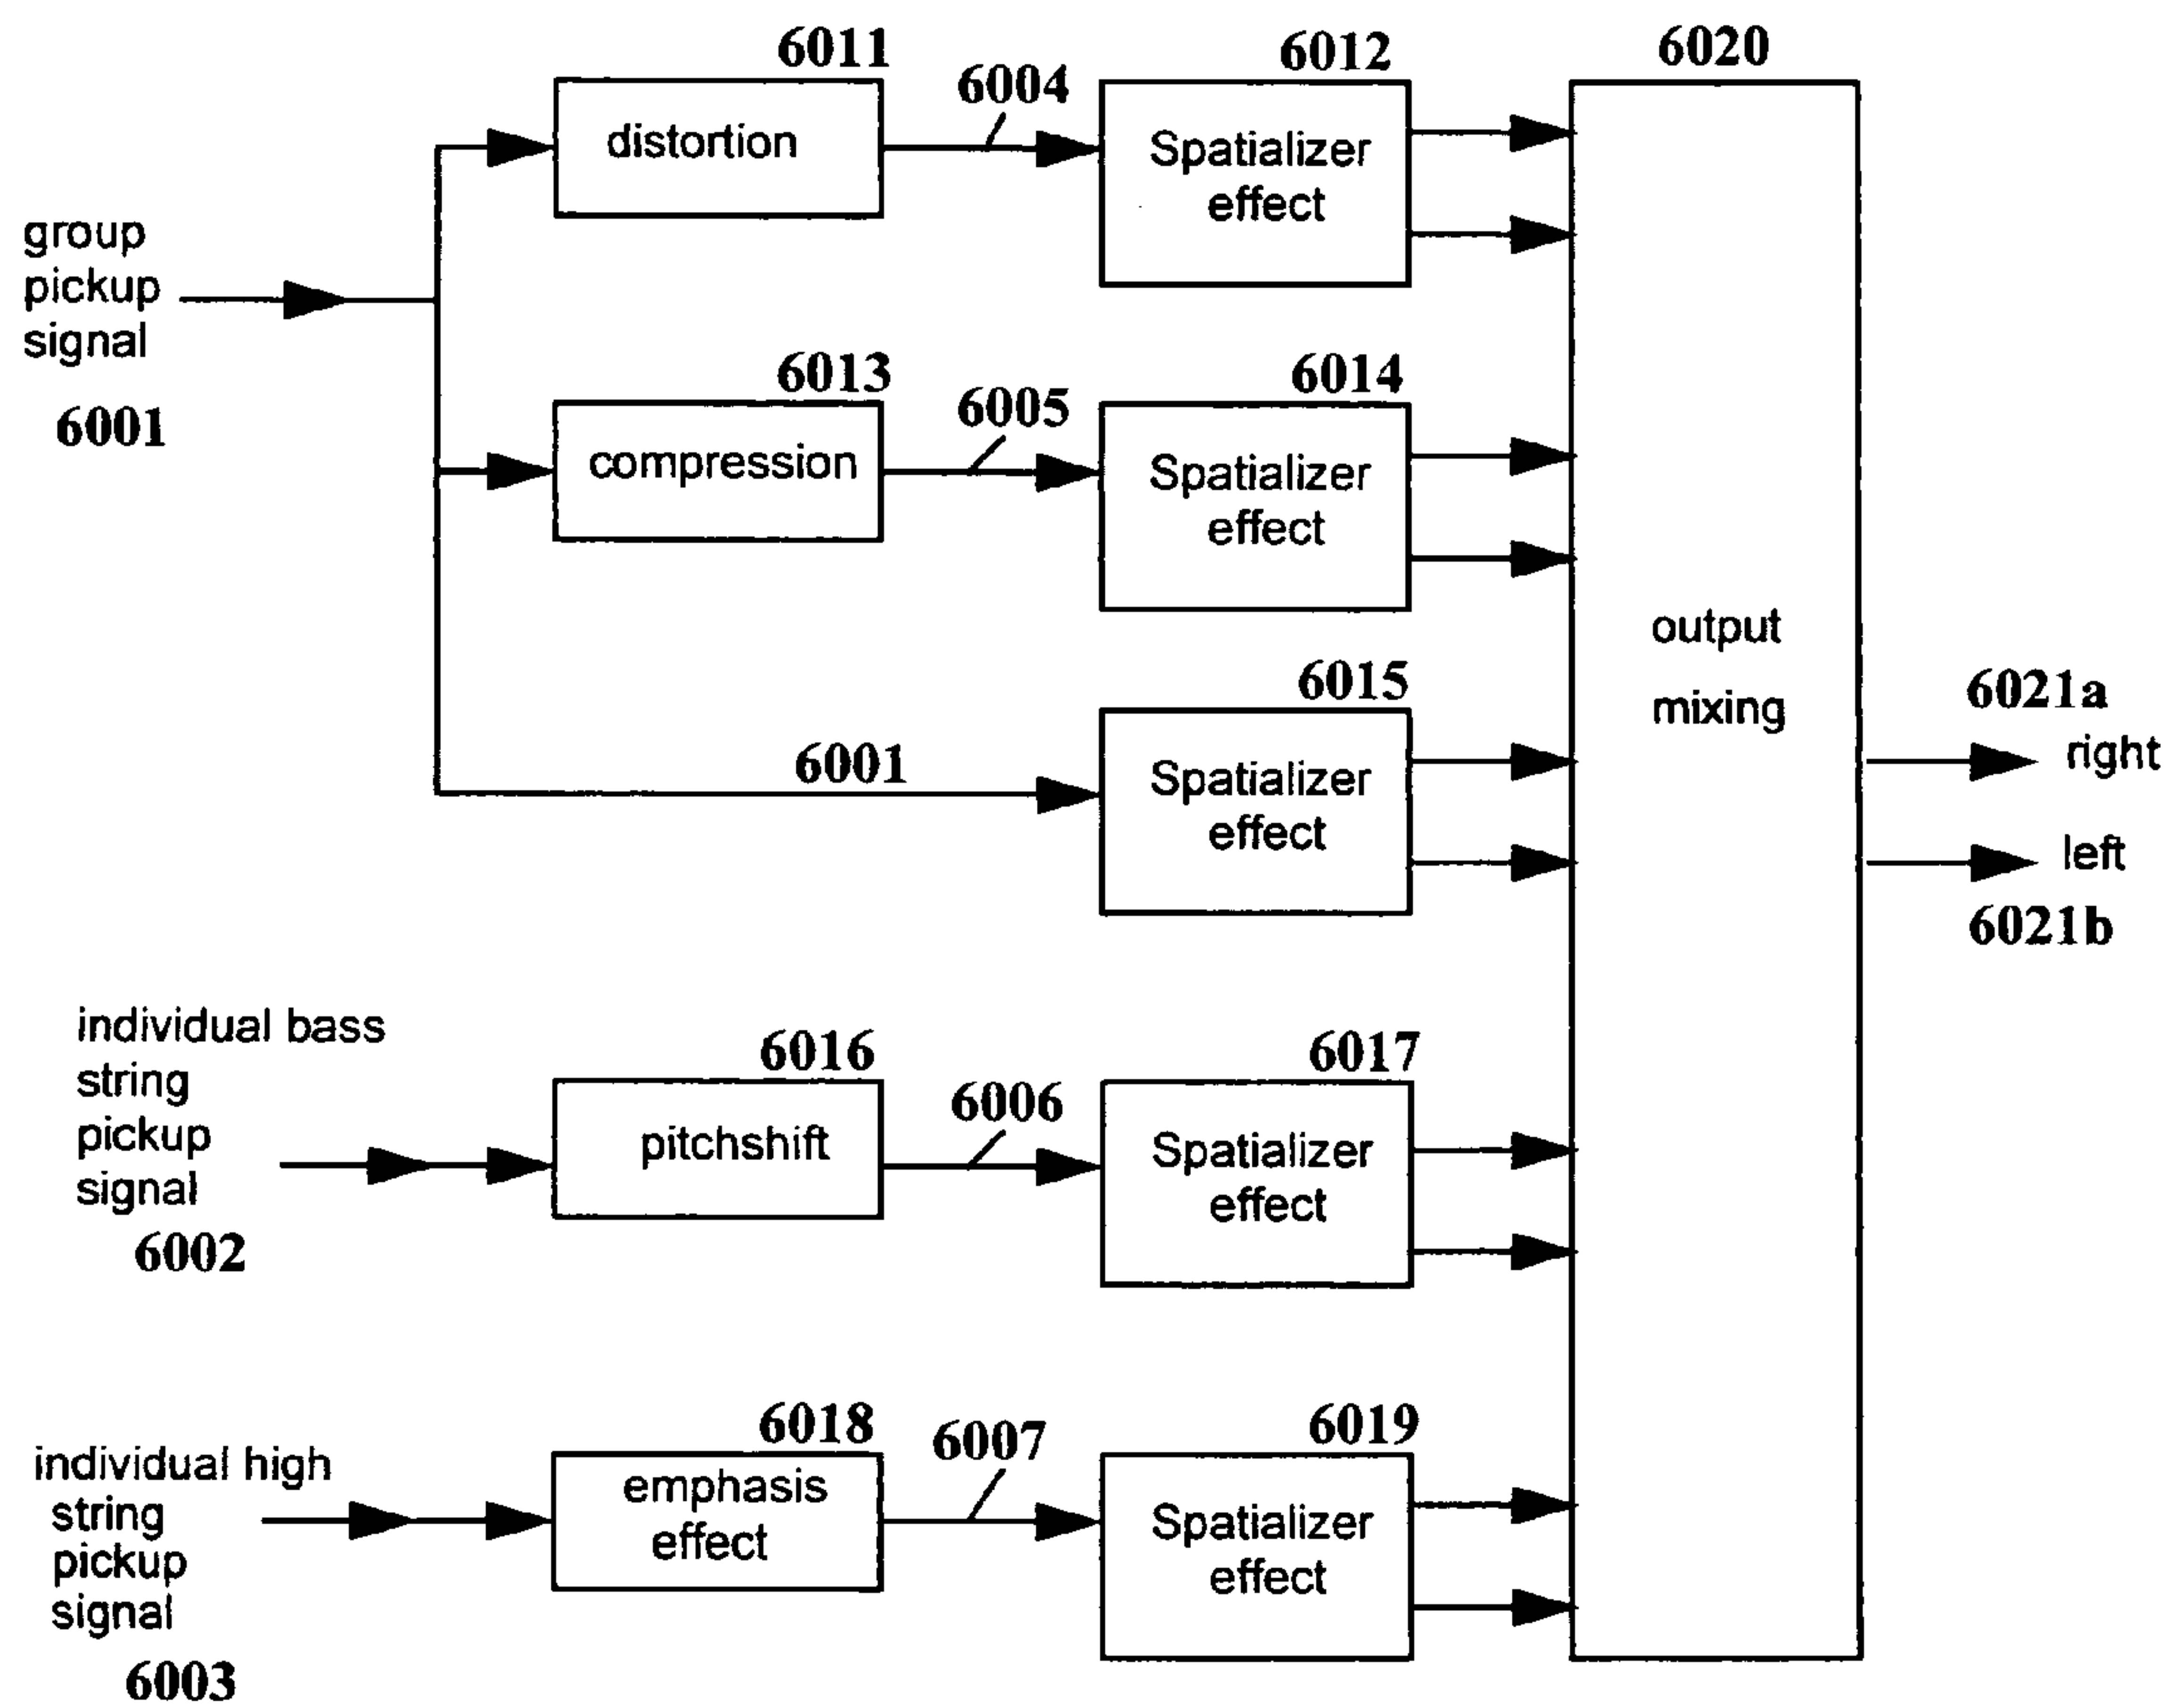 6011
6004
6012
6020
distortion
Spatializer
effect
group
pickup
signal
6001
6013
6005
6014
compression
Spatializer
effect
output
mixing
6015
6001
Spatializer
effect
6021a
right
left
6021b
individual bass
string
pickup
signal
6002
6016
6006
6017
pitchshift
Spatializer
effect
individual high
string
pickup
signal
6003
6018
6007
6019
emphasis
effect
Spatializer
effect